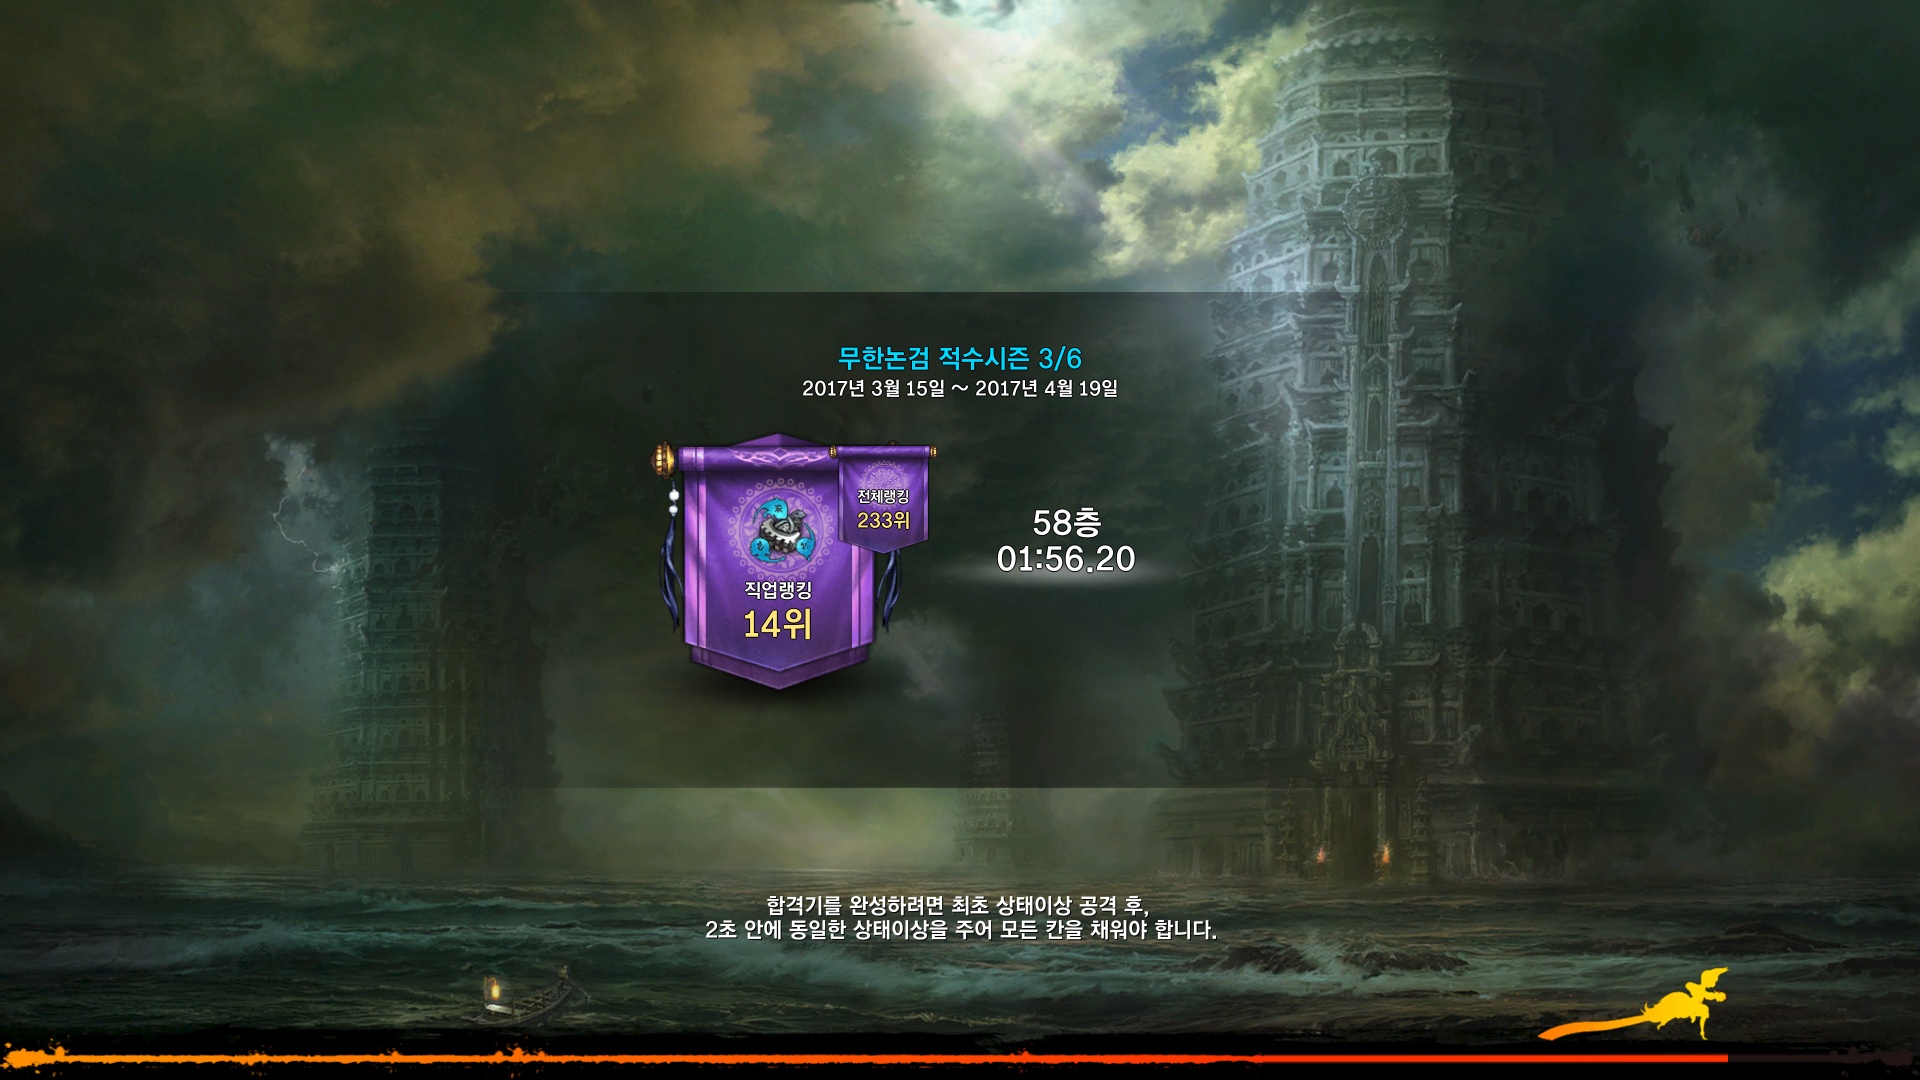 무한논검 적수시즌 3/6
2017년 3월 15일 ~ 2017년 4월 19일
전체랭킹
233위
직업랭킹
14위
58층
01:56.20
합격기를 완성하려면 최초 상태이상 공격 후,
2초 안에 동일한 상태이상을 주어 모든 칸을 채워야 합니다.